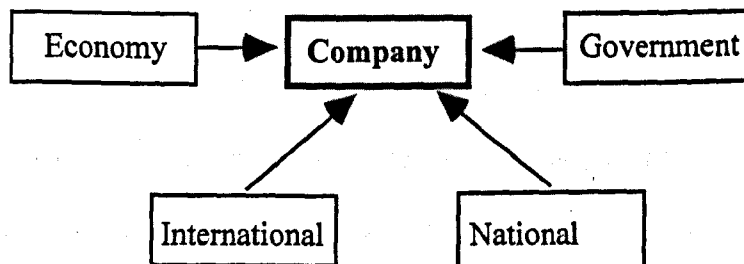 Economy
Company
Government
International
National